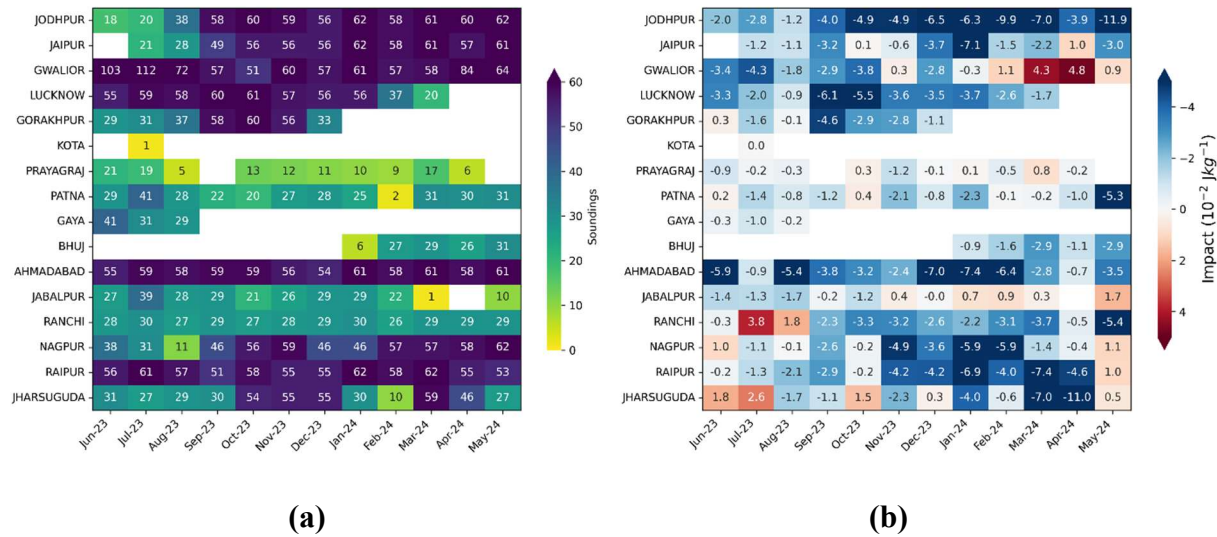 JODHPUR 18 20 38 58 60 59 56 62 58 61 60 62
JAIPUR 21 28 49 56 56 56 62 58 61 57 61
GWALIOR 103 112 72 57 51 60 57 61 57 58 84 64
LUCKNOW 55 59 58 60 61 57 56 56 37 20
GORAKHPUR 29 31 37 58 60 56 33
KOTA 1
PRAYAGRAJ 21 19 5 13 12 11 10 9 17 6
PATNA 29 41 28 22 20 27 28 25 2 31 30 31
GAYA 41 31 29
BHUJ 6 27 29 26 31
AHMADABAD 55 59 58 59 59 56 54 61 58 61 58 61
JABALPUR 27 39 28 29 21 26 29 29 22 1 10
RANCHI 28 30 27 29 27 28 29 30 26 29 29 29
NAGPUR 38 31 11 46 56 59 46 46 57 57 58 62
RAIPUR 56 61 57 51 58 55 55 62 58 62 55 53
JHARSUGUDA 31 27 29 30 54 55 55 30 10 59 46 27
Jun-23 Jul-23 Aug-23 Sep-23 Oct-23 Nov-23 Dec-23 Jan-24 Feb-24 Mar-24 Apr-24 May-24
60
50
40
30
20
10
0
Soundings
(a)
JODHPUR -2.0 -2.8 -1.2 -4.0 -4.9 -4.9 -6.5 -6.3 -9.9 -7.0 -3.9 -11.9
JAIPUR -1.2 -1.1 -3.2 0.1 -0.6 -3.7 -7.1 -1.5 -2.2 1.0 -3.0
GWALIOR -3.4 -4.3 -1.8 -2.9 -3.8 0.3 -2.8 -0.3 1.1 4.3 4.8 0.9
LUCKNOW -3.3 -2.0 -0.9 -6.1 -5.5 -3.6 -3.5 -3.7 -2.6 -1.7
GORAKHPUR 0.3 -1.6 -0.1 -4.6 -2.9 -2.8 -1.1
KOTA 0.0
PRAYAGRAJ -0.9 -0.2 -0.3 0.3 -1.2 -0.1 0.1 -0.5 0.8 -0.2
PATNA 0.2 -1.4 -0.8 -1.2 0.4 -2.1 -0.8 -2.3 -0.1 -0.2 -1.0 -5.3
GAYA -0.3 -1.0 -0.2
BHUJ -0.9 -1.6 -2.9 -1.1 -2.9
AHMADABAD -5.9 -0.9 -5.4 -3.8 -3.2 -2.4 -7.0 -7.4 -6.4 -2.8 -0.7 -3.5
JABALPUR -1.4 -1.3 -1.7 -0.2 -1.2 0.4 -0.0 0.7 0.9 0.3 1.7
RANCHI -0.3 3.8 1.8 -2.3 -3.3 -3.2 -2.6 -2.2 -3.1 -3.7 -0.5 -5.4
NAGPUR 1.0 -1.1 -0.1 -2.6 -0.2 -4.9 -3.6 -5.9 -5.9 -1.4 -0.4 1.1
RAIPUR -0.2 -1.3 -2.1 -2.9 -0.2 -4.2 -4.2 -6.9 -4.0 -7.4 -4.6 1.0
JHARSUGUDA 1.8 2.6 -1.7 -1.1 1.5 -2.3 0.3 -4.0 -0.6 -7.0 -11.0 0.5
Jun-23 Jul-23 Aug-23 Sep-23 Oct-23 Nov-23 Dec-23 Jan-24 Feb-24 Mar-24 Apr-24 May-24
−4
−2
0
2
4
Impact (10⁻² Jkg⁻¹)
(b)